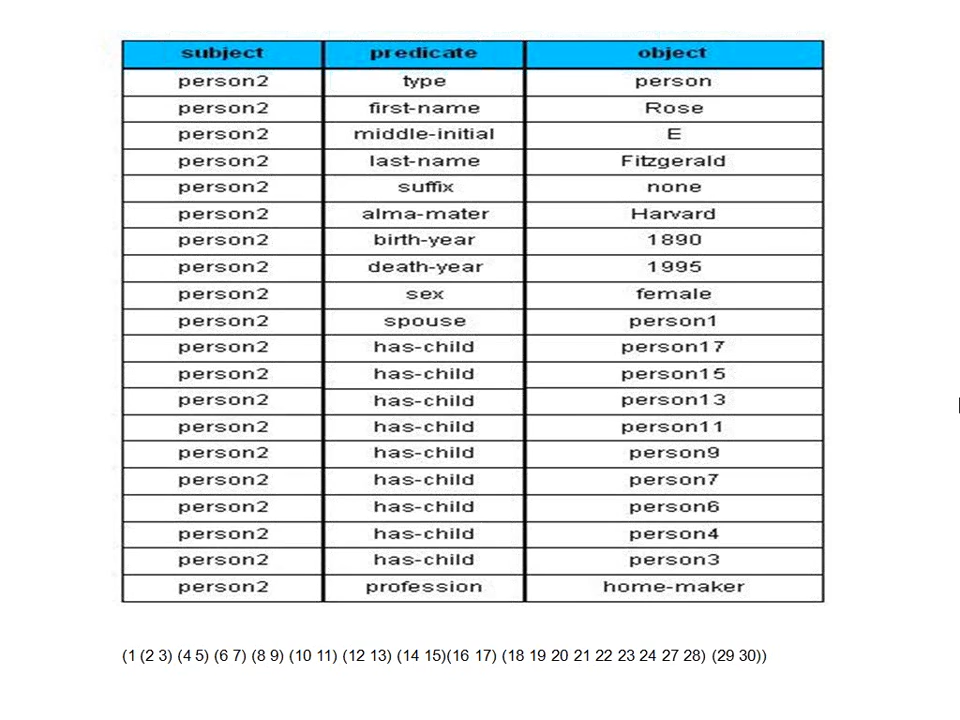 subject predicate object
person2 type person
person2 first-name Rose
person2 middle-initial E
person2 last-name Fitzgerald
person2 suffix none
person2 alma-mater Harvard
person2 birth-year 1890
person2 death-year 1995
person2 sex female
person2 spouse person1
person2 has-child person17
person2 has-child person15
person2 has-child person13
person2 has-child person11
person2 has-child person9
person2 has-child person7
person2 has-child person6
person2 has-child person4
person2 has-child person3
person2 profession home-maker
(1 (2 3) (4 5) (6 7) (8 9) (10 11) (12 13) (14 15)(16 17) (18 19 20 21 22 23 24 27 28) (29 30))